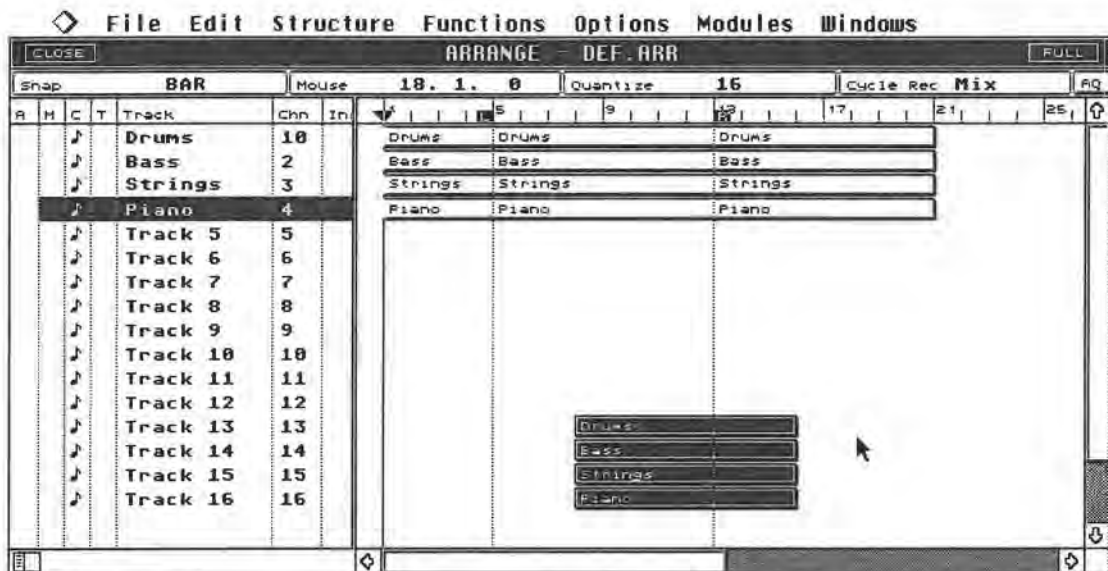 File Edit Structure Functions Options Modules Windows
CLOSE ARRANGE - DEF.ARR FULL
Snap BAR Mouse 18. 1. 0 Quantize 16 Cycle Rec Mix AQ
A M C T Track Chn In 5 9 17 21 25
Drums 10 Drums Drums Drums
Bass 2 Bass Bass Bass
Strings 3 Strings Strings Strings
Piano 4 Piano Piano Piano
Track 5 5
Track 6 6
Track 7 7
Track 8 8
Track 9 9
Track 10 10
Track 11 11
Track 12 12
Track 13 13 Drums
Track 14 14 Bass
Track 15 15 Strings
Track 16 16 Piano